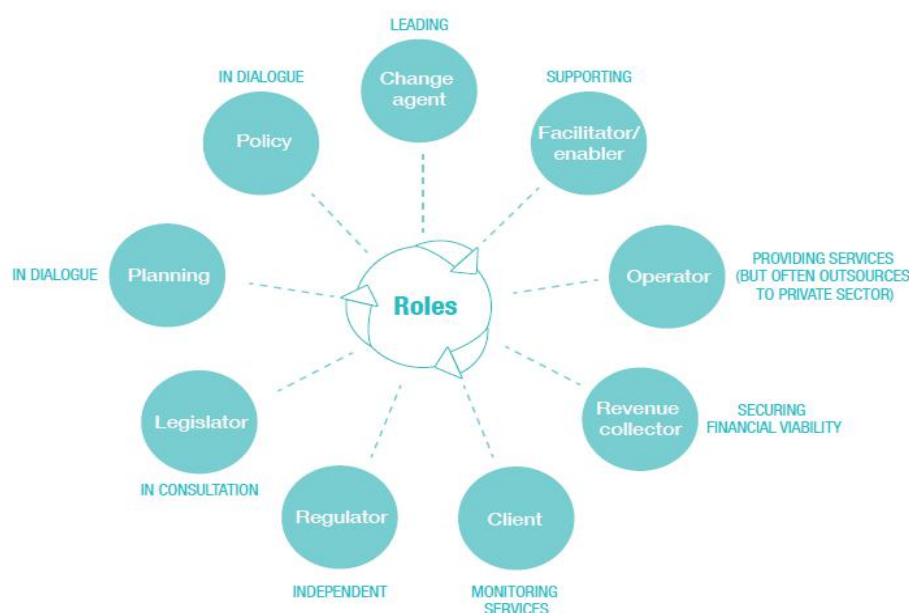 LEADING
Change
agent
IN DIALOGUE
Policy
SUPPORTING
Facilitator/
enabler
IN DIALOGUE
Planning
Operator
PROVIDING SERVICES
(BUT OFTEN OUTSOURCES
TO PRIVATE SECTOR)
Roles
Legislator
IN CONSULTATION
Revenue
collector
SECURING
FINANCIAL VIABILITY
Regulator
INDEPENDENT
Client
MONITORING
SERVICES